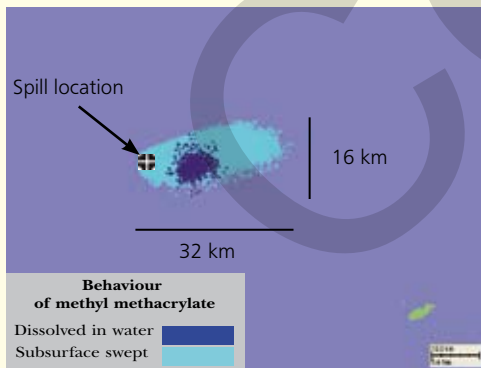 Spill location
16 km
32 km
Behaviour
of methyl methacrylate
Dissolved in water
Subsurface swept